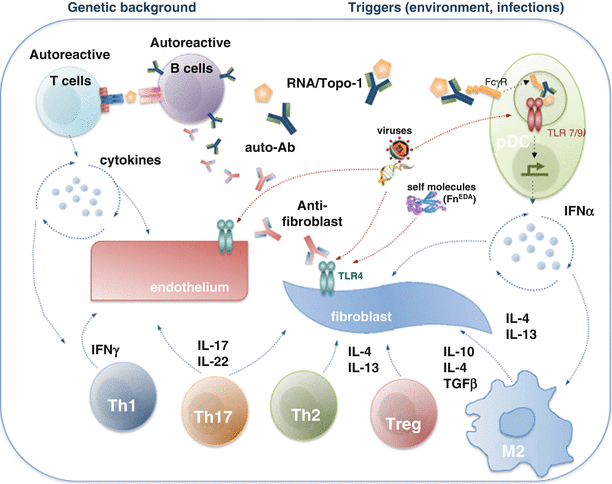 Genetic background
Triggers (environment, infections)
Autoreactive
T cells
Autoreactive
B cells
RNA/Topo-1
FcγR
auto-Ab
TLR 7/9/
pDC
viruses
cytokines
self molecules
(Fn^EDA)
IFNα
Anti-
fibroblast
TLR4
endothelium
fibroblast
IL-4
IL-13
IFNγ
IL-17
IL-22
IL-4
IL-13
IL-10
IL-4
TGFβ
Th1
Th17
Th2
Treg
M2